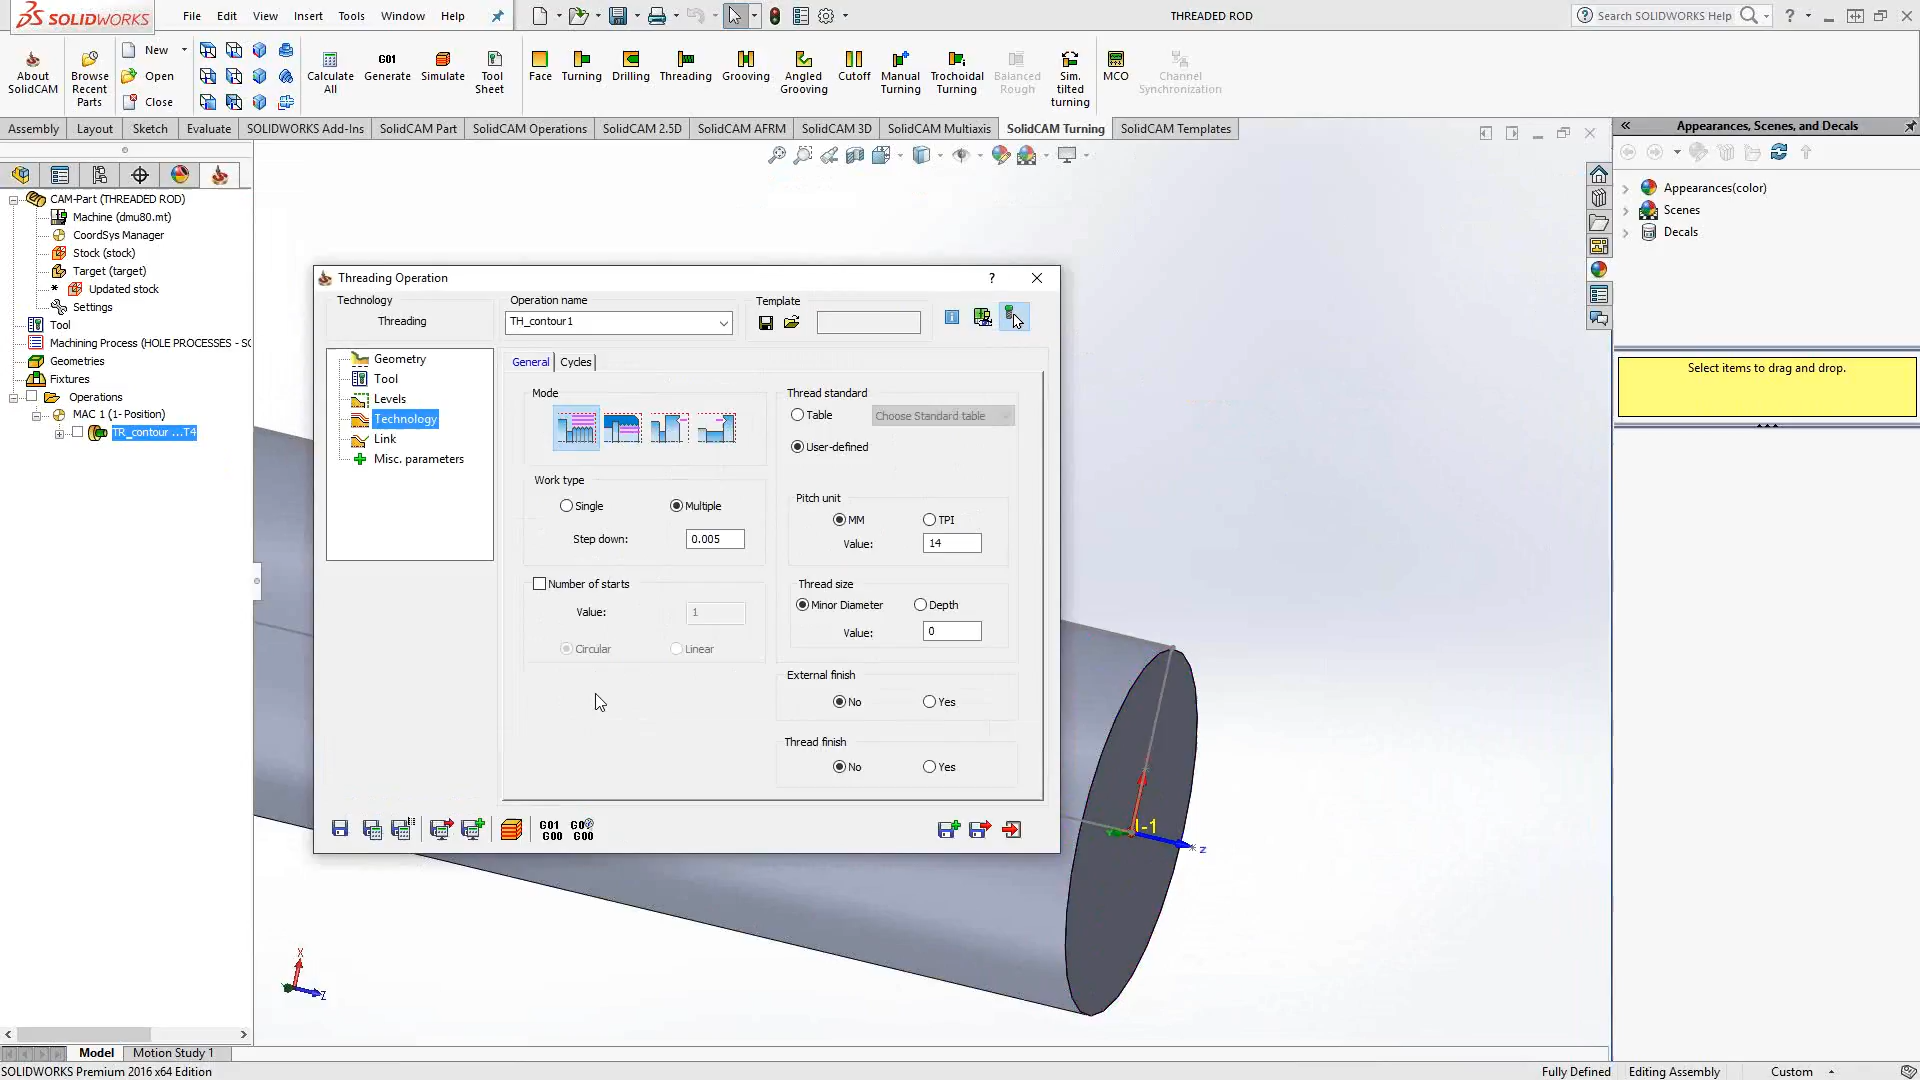 SOLIDWORKS
File Edit View Insert Tools Window Help
THREADED ROD
Search SOLIDWORKS Help
About SolidCAM
Browse Recent Parts
New
Open
Close
Calculate All
G01
Generate
Simulate
Tool Sheet
Face
Turning
Drilling
Threading
Grooving
Angled Grooving
Cutoff
Manual Turning
Trochoidal Turning
Balanced Rough
Sim. tilted turning
MCO
Channel Synchronization
Assembly Layout Sketch Evaluate SOLIDWORKS Add-Ins SolidCAM Part SolidCAM Operations SolidCAM 2.5D SolidCAM AFRM SolidCAM 3D SolidCAM Multiaxis SolidCAM Turning SolidCAM Templates
Appearances, Scenes, and Decals
Appearances(color)
Scenes
Decals
Select items to drag and drop.
CAM-Part (THREADED ROD)
Machine (dmu80.mt)
CoordSys Manager
Stock (stock)
Target (target)
* Updated stock
Settings
Tool
Machining Process (HOLE PROCESSES - SC
Geometries
Fixtures
Operations
MAC 1 (1- Position)
TR_contour ...T4
Threading Operation
?
Technology
Threading
Operation name
TH_contour1
Template
Geometry
Tool
Levels
Technology
Link
Misc. parameters
General Cycles
Mode
Work type
Single Multiple
Step down: 0.005
Number of starts
Value: 1
Circular Linear
Thread standard
Table Choose Standard table
User-defined
Pitch unit
MM TPI
Value: 14
Thread size
Minor Diameter Depth
Value: 0
External finish
No Yes
Thread finish
No Yes
G01 G00
G0 G00
1-1
z
X
Z
Model Motion Study 1
SOLIDWORKS Premium 2016 x64 Edition
Fully Defined Editing Assembly Custom